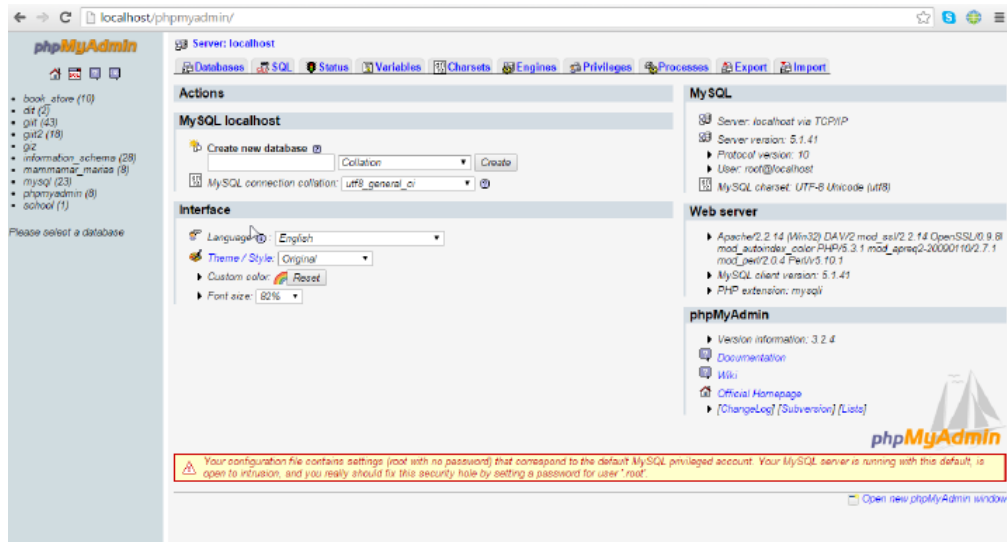 localhost/phpmyadmin/
phpMyAdmin
book_store (10)
dit (2)
giit (43)
giit2 (18)
giz
information_schema (28)
mammamar_manas (8)
mysql (23)
phpmyadmin (8)
school (1)
Please select a database
Server: localhost
Databases SQL Status Variables Charsets Engines Privileges Processes Export Import
Actions
MySQL localhost
Create new database
Collation Create
MySQL connection collation: utf8_general_ci
Interface
Language : English
Theme / Style: Original
Custom color: Reset
Font size: 82%
MySQL
Server: localhost via TCP/IP
Server version: 5.1.41
Protocol version: 10
User: root@localhost
MySQL charset: UTF-8 Unicode (utf8)
Web server
Apache/2.2.14 (Win32) DAV/2 mod_ssl/2.2.14 OpenSSL/0.9.8l
mod_autoindex_color PHP/5.3.1 mod_apreq2-20090110/2.7.1
mod_perl/2.0.4 Perl/v5.10.1
MySQL client version: 5.1.41
PHP extension: mysqli
phpMyAdmin
Version information: 3.2.4
Documentation
Wiki
Official Homepage
[ChangeLog] [Subversion] [Lists]
phpMyAdmin
Your configuration file contains settings (root with no password) that correspond to the default MySQL privileged account. Your MySQL server is running with this default, is
open to intrusion, and you really should fix this security hole by setting a password for user 'root'.
Open new phpMyAdmin window